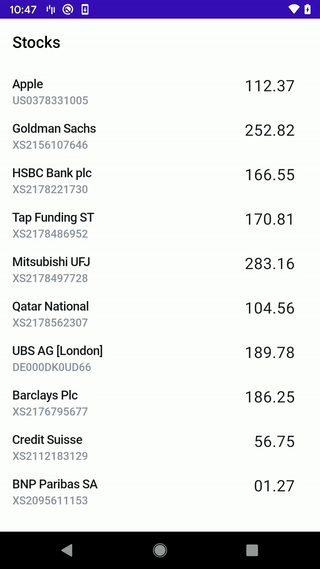 10:47
Stocks
Apple 112.37
US0378331005
Goldman Sachs 252.82
XS2156107646
HSBC Bank plc 166.55
XS2178221730
Tap Funding ST 170.81
XS2178486952
Mitsubishi UFJ 283.16
XS2178497728
Qatar National 104.56
XS2178562307
UBS AG [London] 189.78
DE000DK0UD66
Barclays Plc 186.25
XS2176795677
Credit Suisse 56.75
XS2112183129
BNP Paribas SA 01.27
XS2095611153